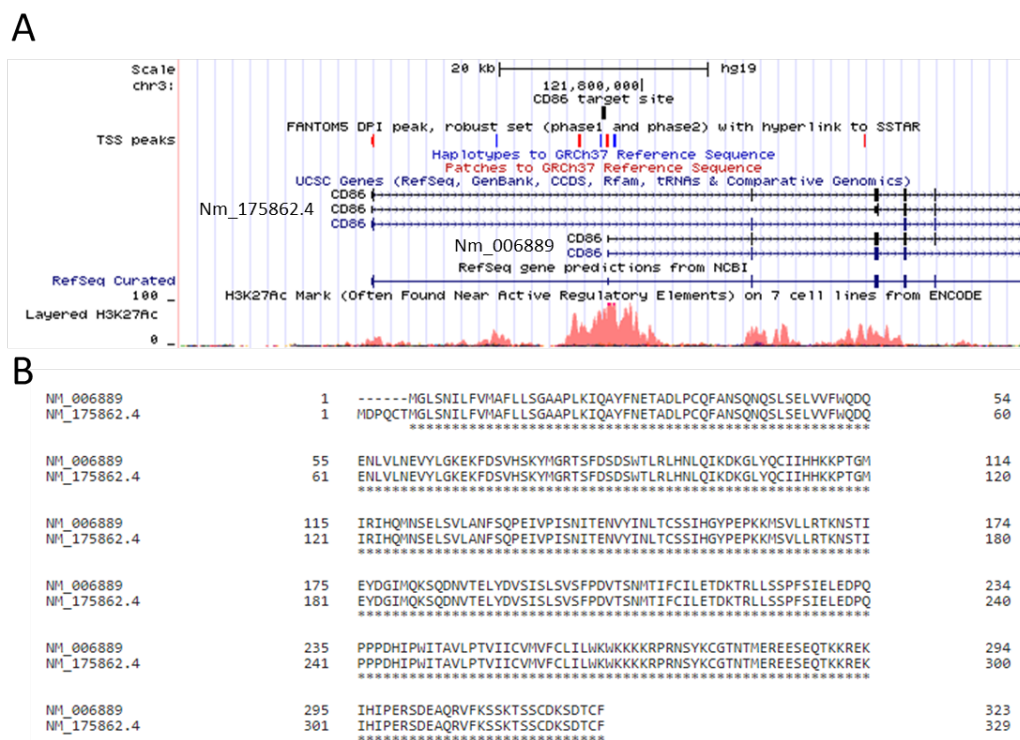 A
Scale 20 kb hg19
chr3: 121,800,000
CD86 target site
FANTOM5 DPI peak, robust set (phase1 and phase2) with hyperlink to SSTAR
TSS peaks
Haplotypes to GRCh37 Reference Sequence
Patches to GRCh37 Reference Sequence
UCSC Genes (RefSeq, GenBank, CCDS, Rfam, tRNAs & Comparative Genomics)
CD86
Nm_175862.4 CD86
CD86
Nm_006889 CD86
CD86
RefSeq gene predictions from NCBI
RefSeq Curated
H3K27Ac Mark (Often Found Near Active Regulatory Elements) on 7 cell lines from ENCODE
100 _
Layered H3K27Ac
0 _
B
NM_006889 1 ------MGLSNILFVMAFLLSGAAPLKIQAYFNETADLPCQFANSQNQSLSELVVFWQDQ 54
NM_175862.4 1 MDPQCTMGLSNILFVMAFLLSGAAPLKIQAYFNETADLPCQFANSQNQSLSELVVFWQDQ 60
******************************************************
NM_006889 55 ENLVLNEVYLGKEKFDSVHSKYMGRTSFDSDSWTLRLHNLQIKDKGLYQCIIHHKKPTGM 114
NM_175862.4 61 ENLVLNEVYLGKEKFDSVHSKYMGRTSFDSDSWTLRLHNLQIKDKGLYQCIIHHKKPTGM 120
************************************************************
NM_006889 115 IRIHQMNSELSVLANFSQPEIVPISNITENVYINLTCSSIHGYPEPKKMSVLLRTKNSTI 174
NM_175862.4 121 IRIHQMNSELSVLANFSQPEIVPISNITENVYINLTCSSIHGYPEPKKMSVLLRTKNSTI 180
************************************************************
NM_006889 175 EYDGIMQKSQDNVTELYDVSISLSVSFPDVTSNMTIFCILETDKTRLLSSPFSIELEDPQ 234
NM_175862.4 181 EYDGIMQKSQDNVTELYDVSISLSVSFPDVTSNMTIFCILETDKTRLLSSPFSIELEDPQ 240
************************************************************
NM_006889 235 PPPDHIPWITAVLPTVIICVMVFCLILWKWKKKKRPRNSYKCGTNTMEREESEQTKKREK 294
NM_175862.4 241 PPPDHIPWITAVLPTVIICVMVFCLILWKWKKKKRPRNSYKCGTNTMEREESEQTKKREK 300
************************************************************
NM_006889 295 IHIPERSDEAQRVFKSSKTSSCDKSDTCF 323
NM_175862.4 301 IHIPERSDEAQRVFKSSKTSSCDKSDTCF 329
*****************************